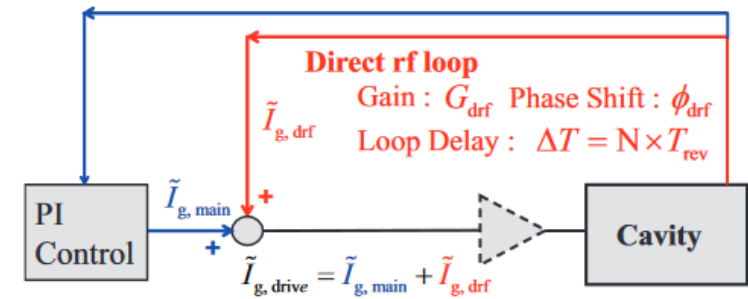 Direct rf loop
Gain : G_drf Phase Shift : ϕ_drf
Loop Delay : ΔT = N × T_rev
Ĩ_g, drf
+
PI
Control
Ĩ_g, main
+
Cavity
Ĩ_g, drive = Ĩ_g, main + Ĩ_g, drf